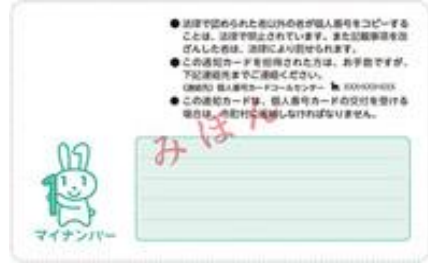 ● 法律で認められた者以外の者が個人番号をコピーする
ことは、法律で禁止されています。また記載事項を改
ざんした者は、法律により罰せられます。
● この通知カードを拾得された方は、お手数ですが、
下記連絡先までご連絡ください。
(連絡先) 個人番号カードコールセンター XXX-XXX-XXX
● この通知カードは、個人番号カードの交付を受ける
場合は、市町村に返納しなければなりません。
みほん
マイナンバー